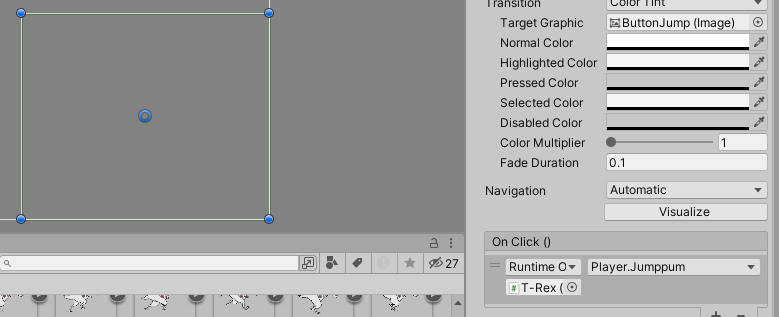 Transition Color Tint
Target Graphic ButtonJump (Image)
Normal Color
Highlighted Color
Pressed Color
Selected Color
Disabled Color
Color Multiplier 1
Fade Duration 0.1
Navigation Automatic
Visualize
On Click ()
27
Runtime O Player.Jumppum
# T-Rex (